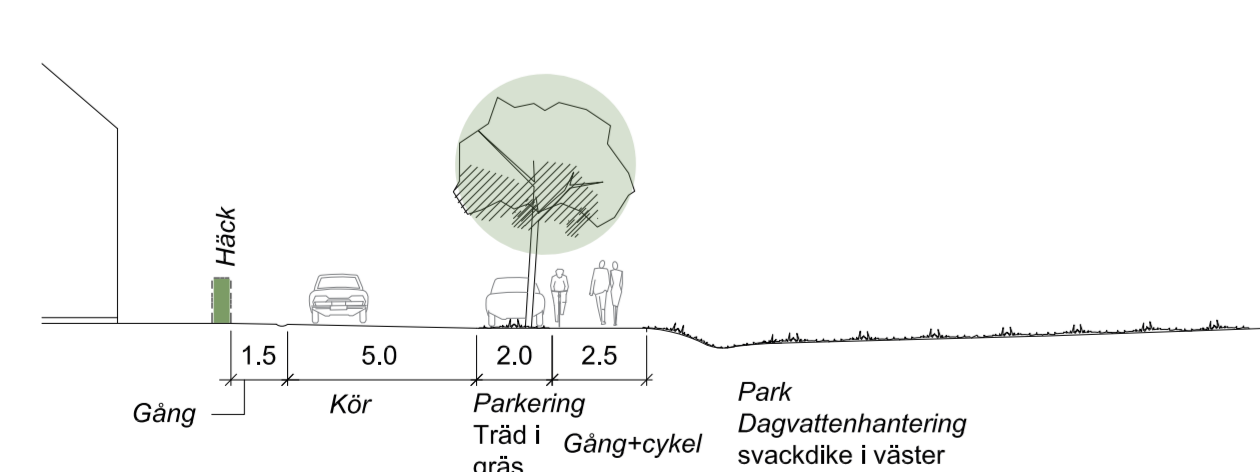 Häck
1.5
5.0
2.0
2.5
Gång
Kör
Parkering
Träd i
gräs
Gång+cykel
Park
Dagvattenhantering
svackdike i väster